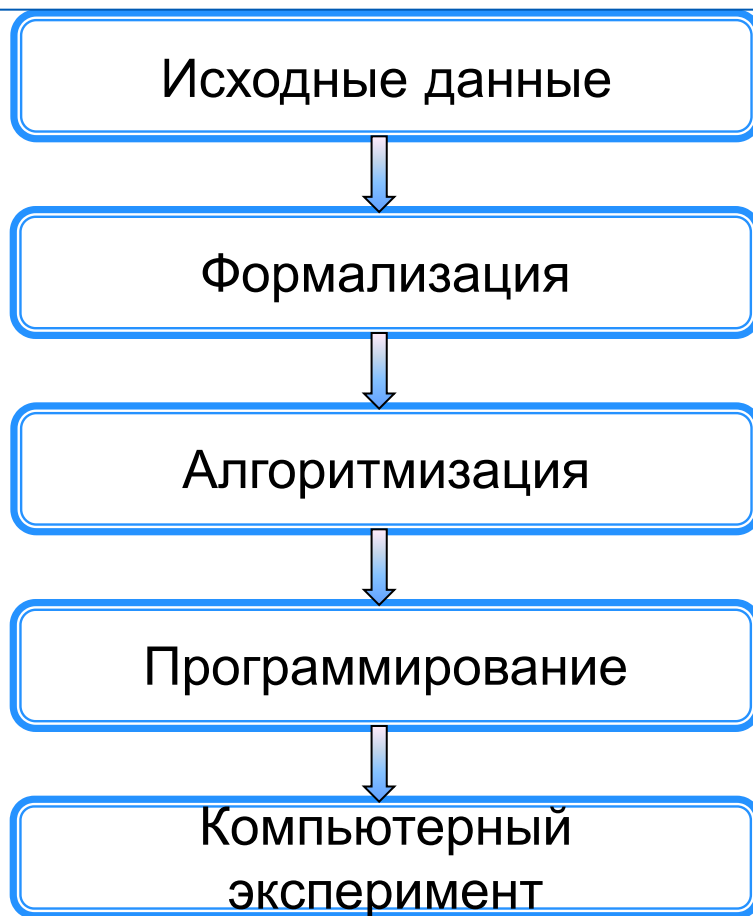 Исходные данные
Формализация
Алгоритмизация
Программирование
Компьютерный
эксперимент